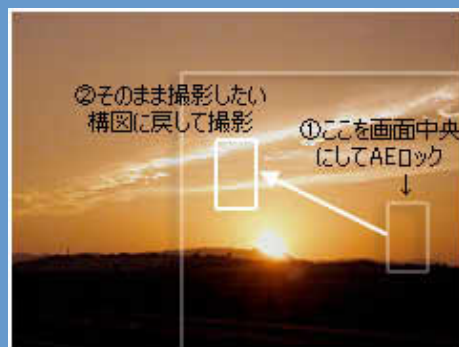 ②そのまま撮影したい
構図に戻して撮影
①ここを画面中央
にしてAEロック
↓